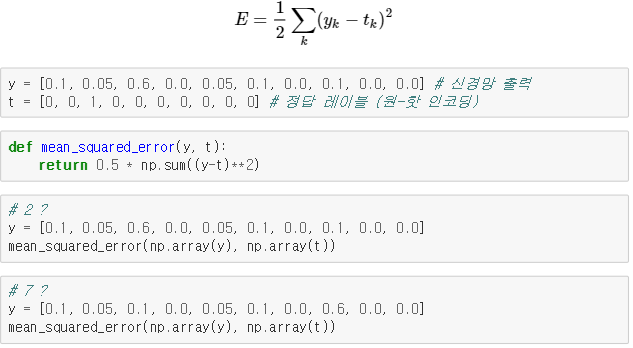 E = \frac{1}{2} \sum_{k} (y_k - t_k)^2
y = [0.1, 0.05, 0.6, 0.0, 0.05, 0.1, 0.0, 0.1, 0.0, 0.0] # 신경망 출력
t = [0, 0, 1, 0, 0, 0, 0, 0, 0, 0] # 정답 레이블 (원-핫 인코딩)
def mean_squared_error(y, t):
    return 0.5 * np.sum((y-t)**2)
# 2 ?
y = [0.1, 0.05, 0.6, 0.0, 0.05, 0.1, 0.0, 0.1, 0.0, 0.0]
mean_squared_error(np.array(y), np.array(t))
# 7 ?
y = [0.1, 0.05, 0.1, 0.0, 0.05, 0.1, 0.0, 0.6, 0.0, 0.0]
mean_squared_error(np.array(y), np.array(t))